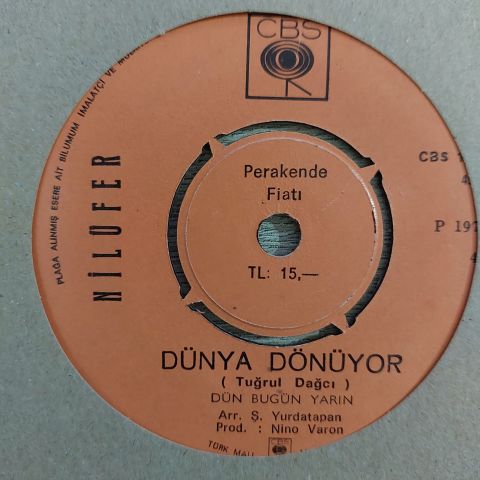 CBS
PLAĞA ALINMIŞ ESERE AİT BİLUMUM İMALATÇI VE
NİLÜFER
CBS
P 197
Perakende
Fiatı
TL: 15,—
DÜNYA DÖNÜYOR
( Tuğrul Dağcı )
DÜN BUGÜN YARIN
Arr. Ş. Yurdatapan
Prod. : Nino Varon
TÜRK MALI
CBS